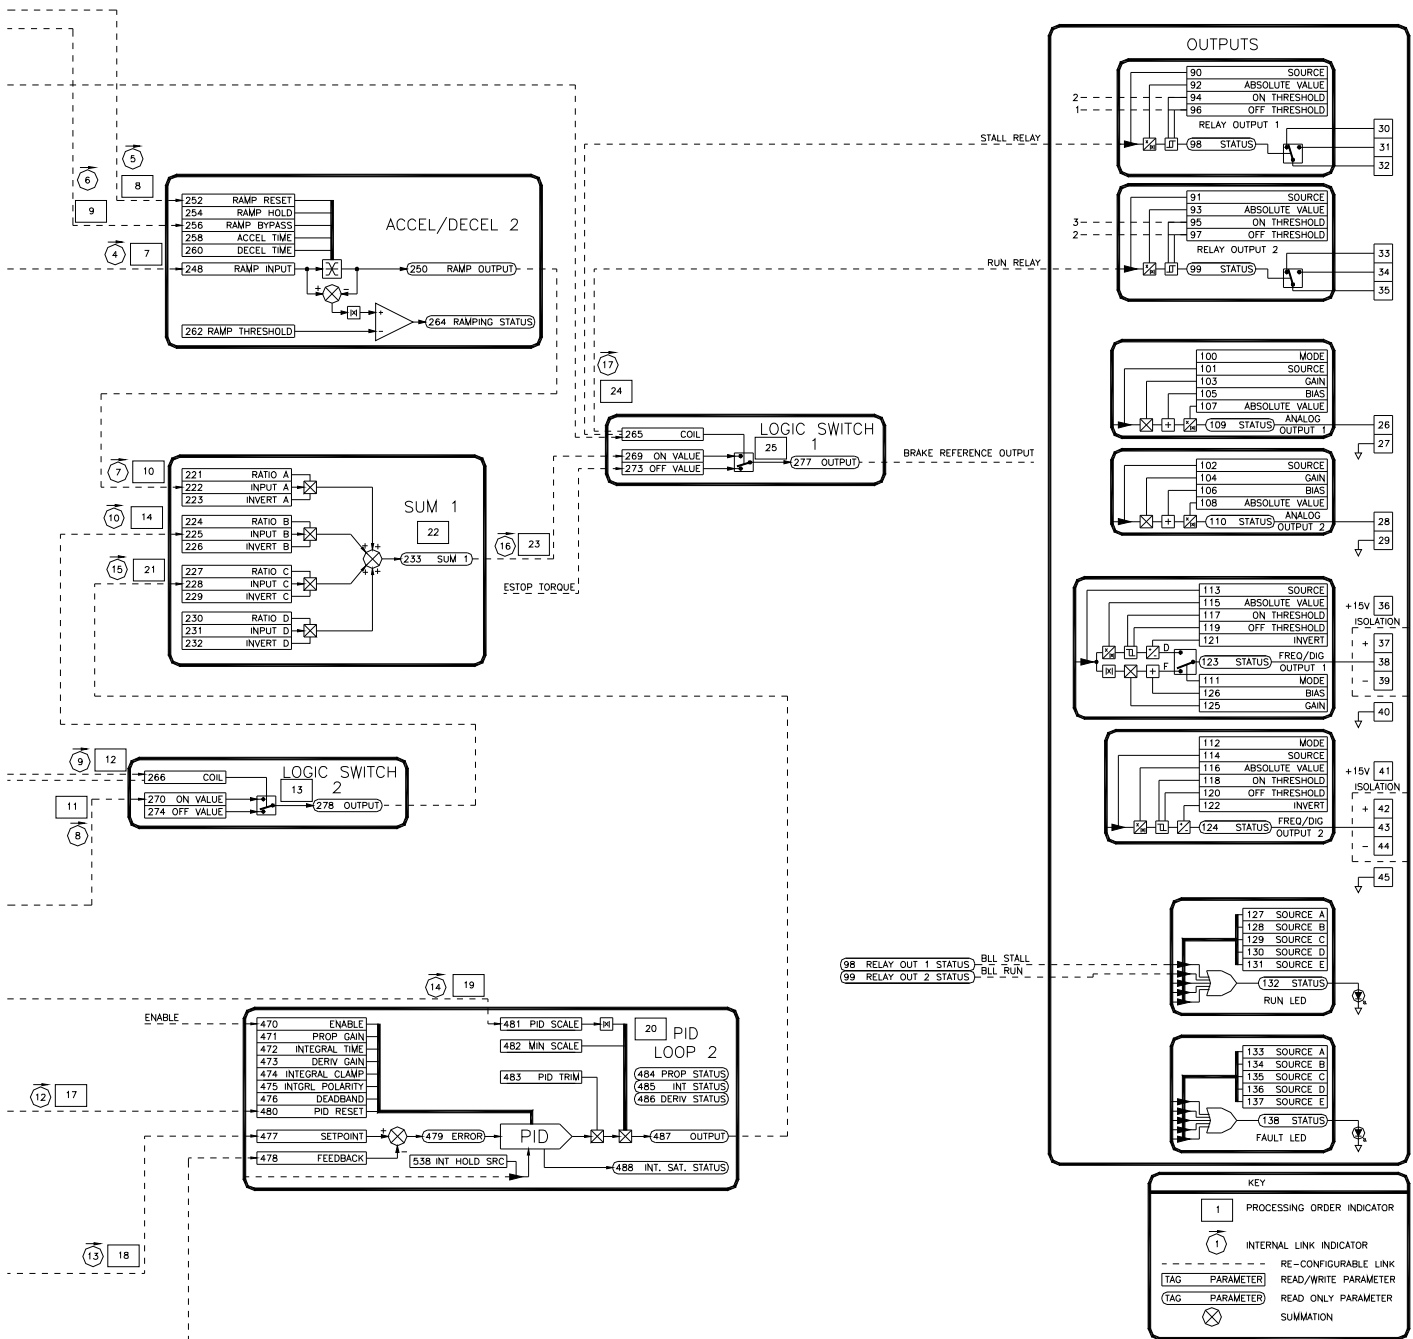 OUTPUTS
90 SOURCE
92 ABSOLUTE VALUE
2 94 ON THRESHOLD
1 96 OFF THRESHOLD
RELAY OUTPUT 1
STALL RELAY
98 STATUS
30
31
32
91 SOURCE
93 ABSOLUTE VALUE
3 95 ON THRESHOLD
2 97 OFF THRESHOLD
RELAY OUTPUT 2
RUN RELAY
99 STATUS
33
34
35
5
8
6
9
4
7
ACCEL/DECEL 2
252 RAMP RESET
254 RAMP HOLD
256 RAMP BYPASS
258 ACCEL TIME
260 DECEL TIME
248 RAMP INPUT
250 RAMP OUTPUT
+ −
+
−
262 RAMP THRESHOLD
264 RAMPING STATUS
100 MODE
101 SOURCE
103 GAIN
105 BIAS
107 ABSOLUTE VALUE
109 STATUS
ANALOG
OUTPUT 1
26
27
17
24
LOGIC SWITCH
1
265 COIL
269 ON VALUE
273 OFF VALUE
25
277 OUTPUT
BRAKE REFERENCE OUTPUT
102 SOURCE
104 GAIN
106 BIAS
108 ABSOLUTE VALUE
110 STATUS
ANALOG
OUTPUT 2
28
29
7
10
10
14
15
21
SUM 1
22
221 RATIO A
222 INPUT A
223 INVERT A
224 RATIO B
225 INPUT B
226 INVERT B
227 RATIO C
228 INPUT C
229 INVERT C
230 RATIO D
231 INPUT D
232 INVERT D
+ +
+ +
233 SUM 1
16
23
ESTOP TORQUE
113 SOURCE
115 ABSOLUTE VALUE
117 ON THRESHOLD
119 OFF THRESHOLD
121 INVERT
D
F
123 STATUS
FREQ/DIG
OUTPUT 1
111 MODE
126 BIAS
125 GAIN
+15V 36
ISOLATION
+ 37
38
− 39
40
112 MODE
114 SOURCE
116 ABSOLUTE VALUE
118 ON THRESHOLD
120 OFF THRESHOLD
122 INVERT
124 STATUS
FREQ/DIG
OUTPUT 2
+15V 41
ISOLATION
+ 42
43
− 44
45
9
12
11
8
LOGIC SWITCH
2
266 COIL
270 ON VALUE
274 OFF VALUE
13
278 OUTPUT
127 SOURCE A
128 SOURCE B
129 SOURCE C
130 SOURCE D
131 SOURCE E
132 STATUS
RUN LED
98 RELAY OUT 1 STATUS BLL STALL
99 RELAY OUT 2 STATUS BLL RUN
133 SOURCE A
134 SOURCE B
135 SOURCE C
136 SOURCE D
137 SOURCE E
138 STATUS
FAULT LED
14
19
ENABLE
12
17
13
18
20
PID
LOOP 2
470 ENABLE
471 PROP GAIN
472 INTEGRAL TIME
473 DERIV GAIN
474 INTEGRAL CLAMP
475 INTGRL POLARITY
476 DEADBAND
480 PID RESET
477 SETPOINT
478 FEEDBACK
+
−
479 ERROR
481 PID SCALE
482 MIN SCALE
483 PID TRIM
484 PROP STATUS
485 INT STATUS
486 DERIV STATUS
PID
487 OUTPUT
538 INT HOLD SRC
488 INT. SAT. STATUS
KEY
1 PROCESSING ORDER INDICATOR
1 INTERNAL LINK INDICATOR
RE-CONFIGURABLE LINK
TAG PARAMETER READ/WRITE PARAMETER
TAG PARAMETER READ ONLY PARAMETER
SUMMATION